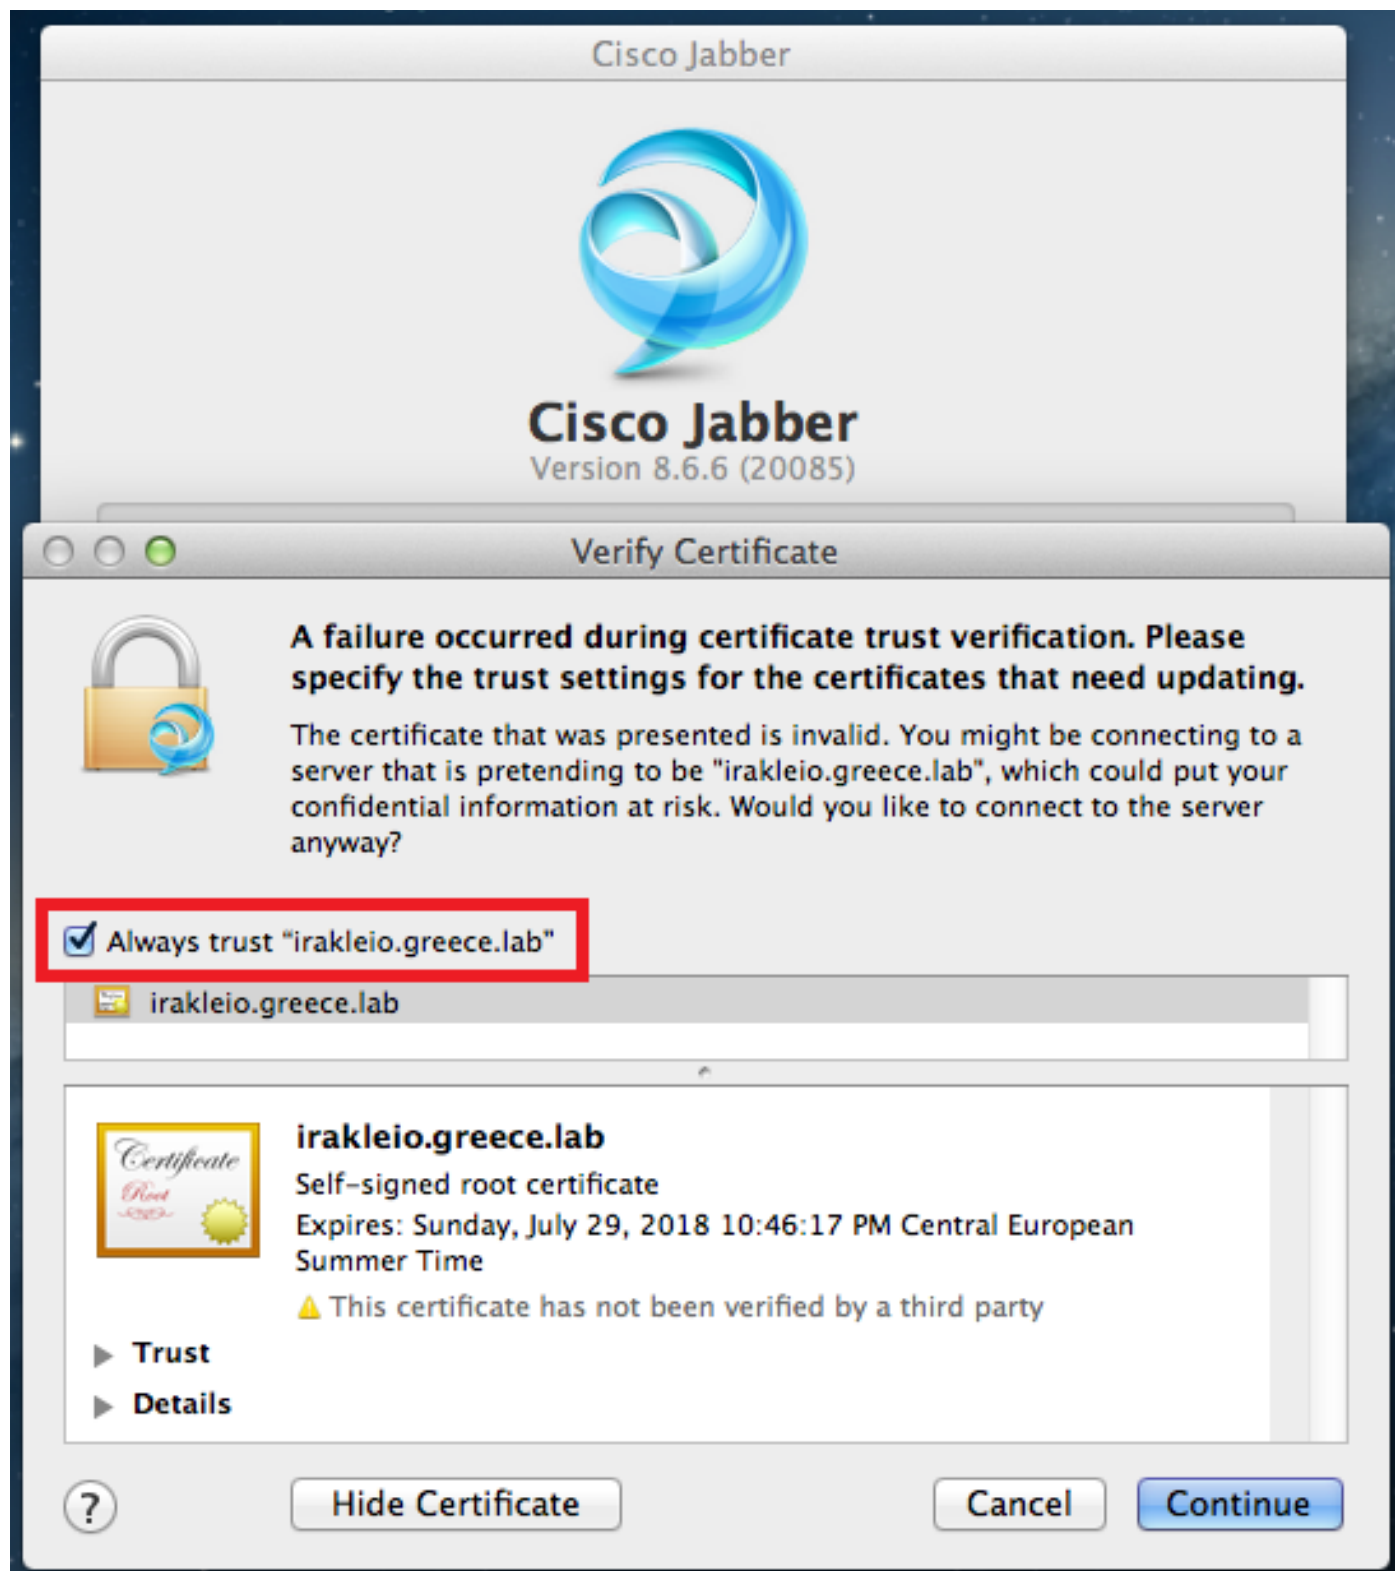 Cisco Jabber
Cisco Jabber
Version 8.6.6 (20085)
Verify Certificate
A failure occurred during certificate trust verification. Please
specify the trust settings for the certificates that need updating.
The certificate that was presented is invalid. You might be connecting to a
server that is pretending to be "irakleio.greece.lab", which could put your
confidential information at risk. Would you like to connect to the server
anyway?
Always trust “irakleio.greece.lab”
irakleio.greece.lab
Certificate
Root
irakleio.greece.lab
Self-signed root certificate
Expires: Sunday, July 29, 2018 10:46:17 PM Central European
Summer Time
This certificate has not been verified by a third party
Trust
Details
?
Hide Certificate
Cancel
Continue